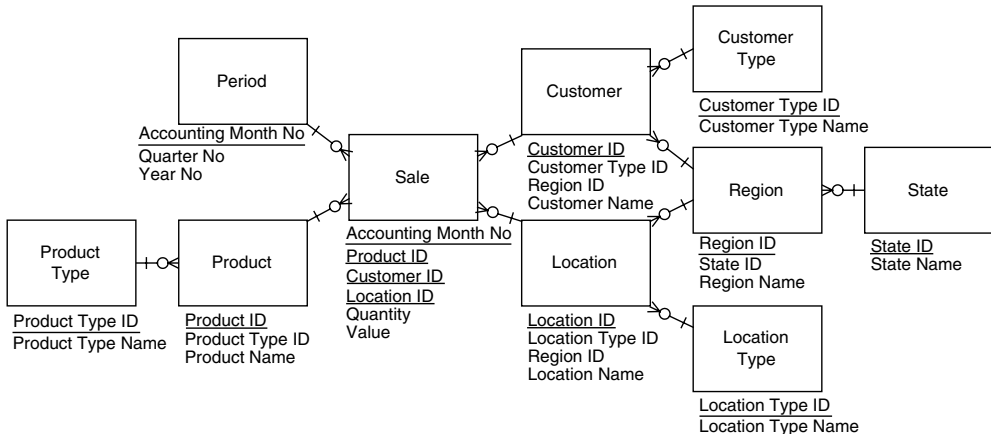 Period
Accounting Month No
Quarter No
Year No
Customer
Customer ID
Customer Type ID
Region ID
Customer Name
Customer
Type
Customer Type ID
Customer Type Name
Sale
Accounting Month No
Product ID
Customer ID
Location ID
Quantity
Value
Region
Region ID
State ID
Region Name
State
State ID
State Name
Product
Type
Product Type ID
Product Type Name
Product
Product ID
Product Type ID
Product Name
Location
Location ID
Location Type ID
Region ID
Location Name
Location
Type
Location Type ID
Location Type Name